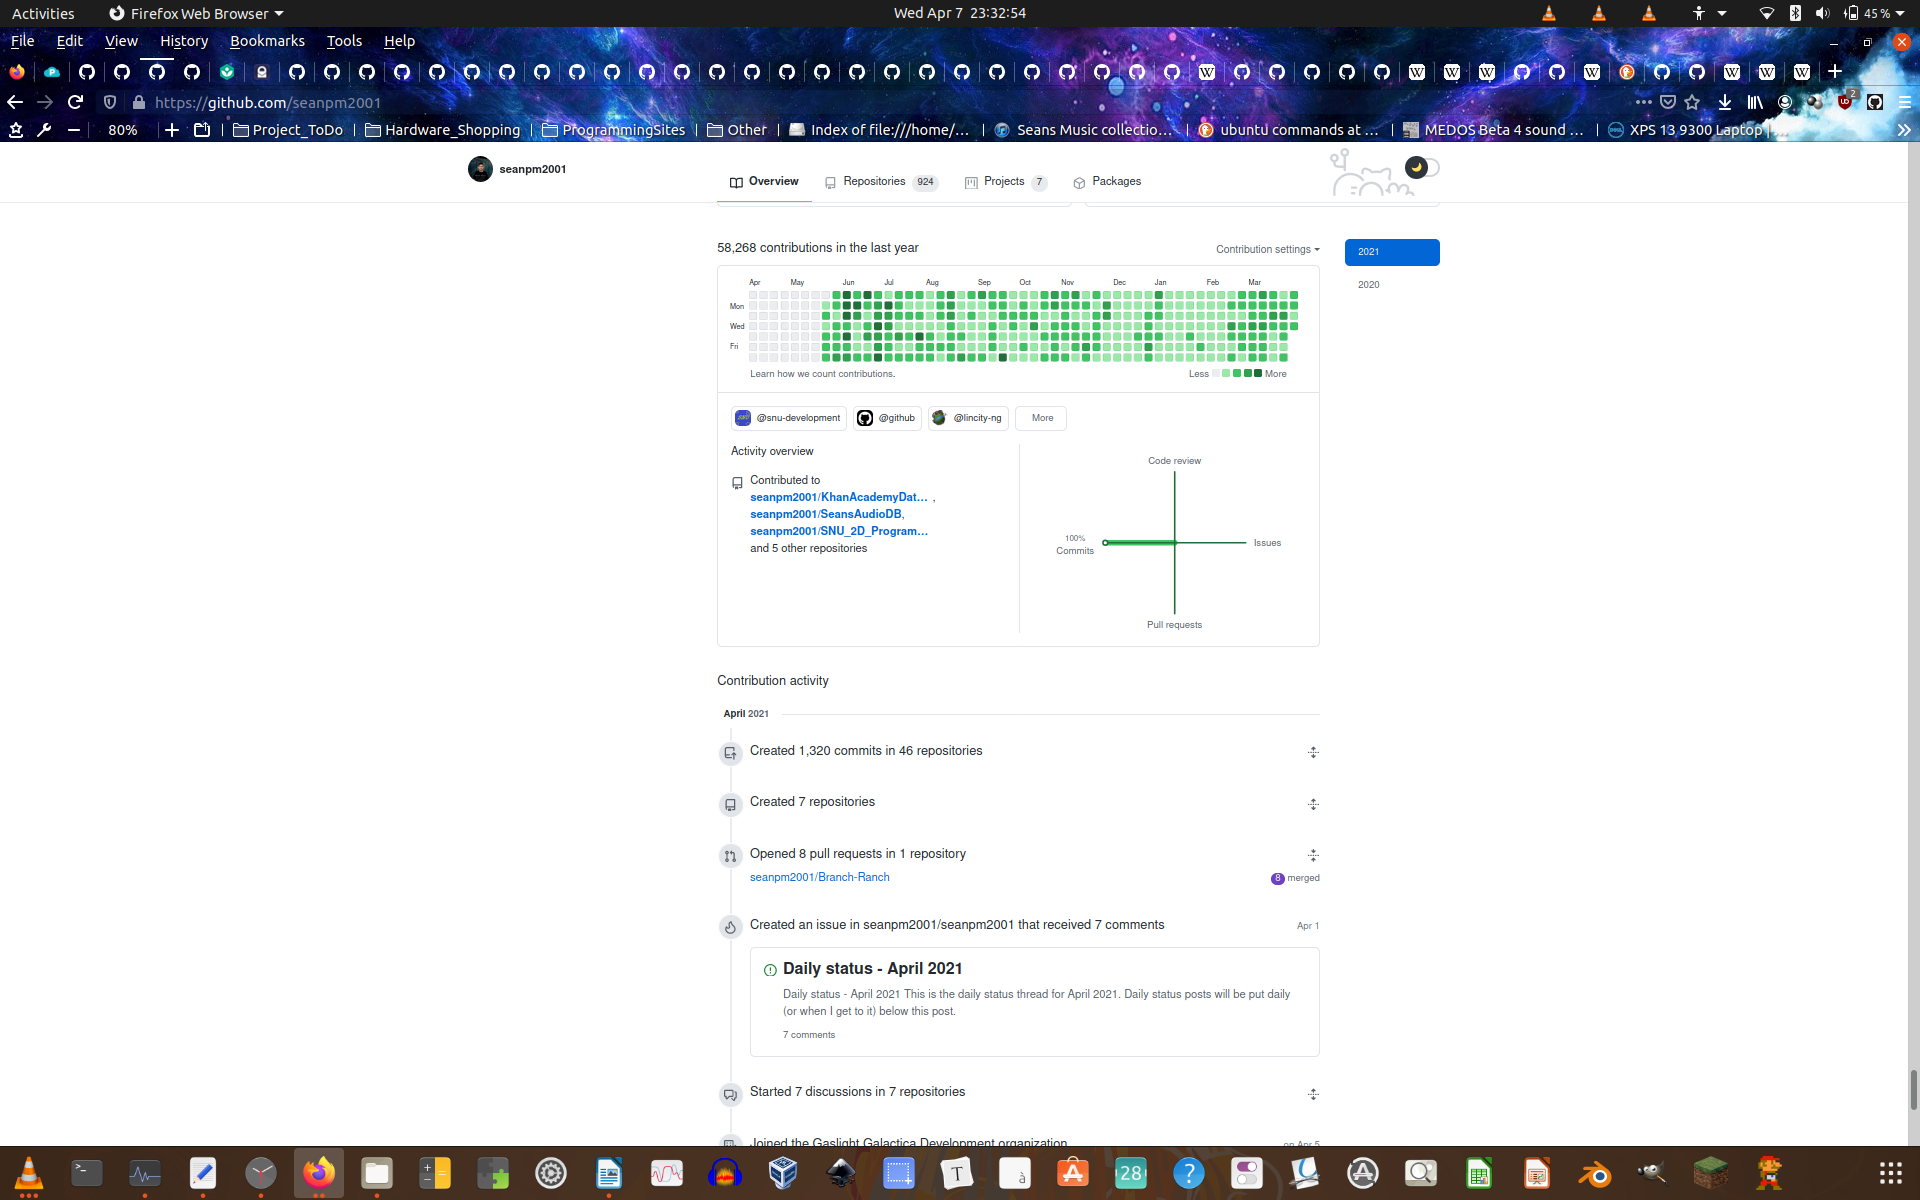 Activities Firefox Web Browser Wed Apr 7 23:32:54 45 %
File Edit View History Bookmarks Tools Help
https://github.com/seanpm2001 2
80% Project_ToDo Hardware_Shopping ProgrammingSites Other Index of file:///home/... Seans Music collectio... ubuntu commands at ... MEDOS Beta 4 sound ... XPS 13 9300 Laptop |
seanpm2001
Overview Repositories 924 Projects 7 Packages
58,268 contributions in the last year Contribution settings
2021
2020
Apr May Jun Jul Aug Sep Oct Nov Dec Jan Feb Mar
Mon
Wed
Fri
Learn how we count contributions. Less More
@snu-development @github @lincity-ng More
Activity overview
Contributed to
seanpm2001/KhanAcademyDat... ,
seanpm2001/SeansAudioDB,
seanpm2001/SNU_2D_Program...
and 5 other repositories
Code review
100%
Commits
Issues
Pull requests
Contribution activity
April 2021
Created 1,320 commits in 46 repositories
Created 7 repositories
Opened 8 pull requests in 1 repository
seanpm2001/Branch-Ranch 8 merged
Created an issue in seanpm2001/seanpm2001 that received 7 comments Apr 1
Daily status - April 2021
Daily status - April 2021 This is the daily status thread for April 2021. Daily status posts will be put daily
(or when I get to it) below this post.
7 comments
Started 7 discussions in 7 repositories
Joined the Gaslight Galactica Development organization on Apr 5